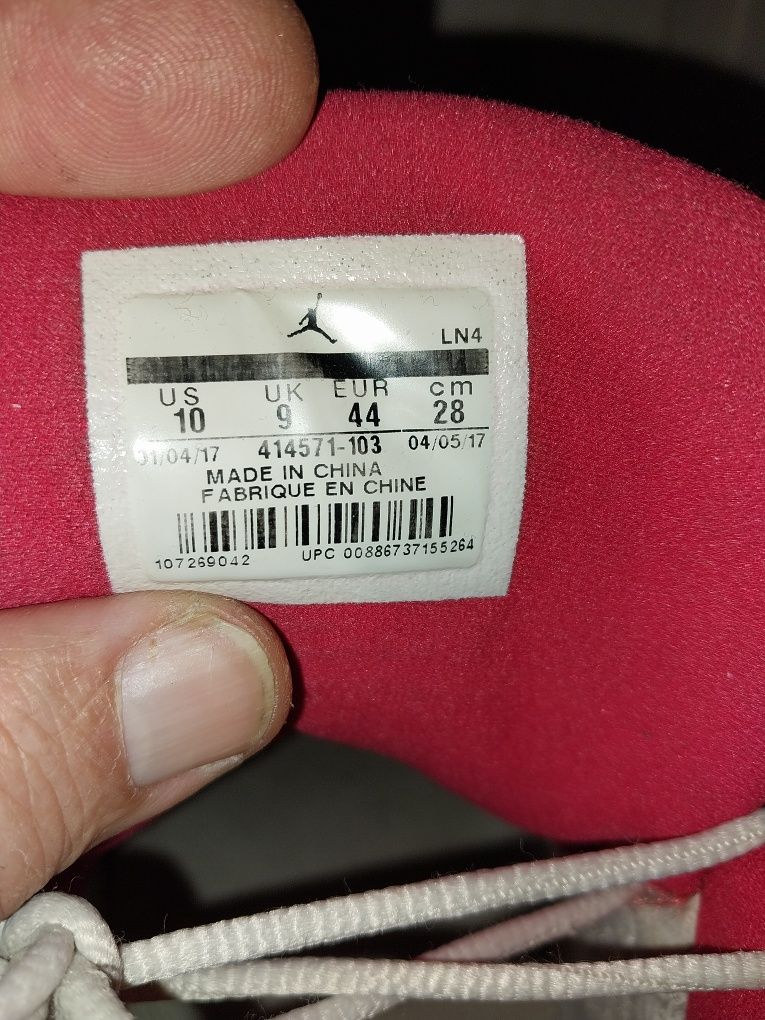 LN4
US UK EUR cm
10 9 44 28
01/04/17 414571-103 04/05/17
MADE IN CHINA
FABRIQUE EN CHINE
107269042 UPC 00886737155264